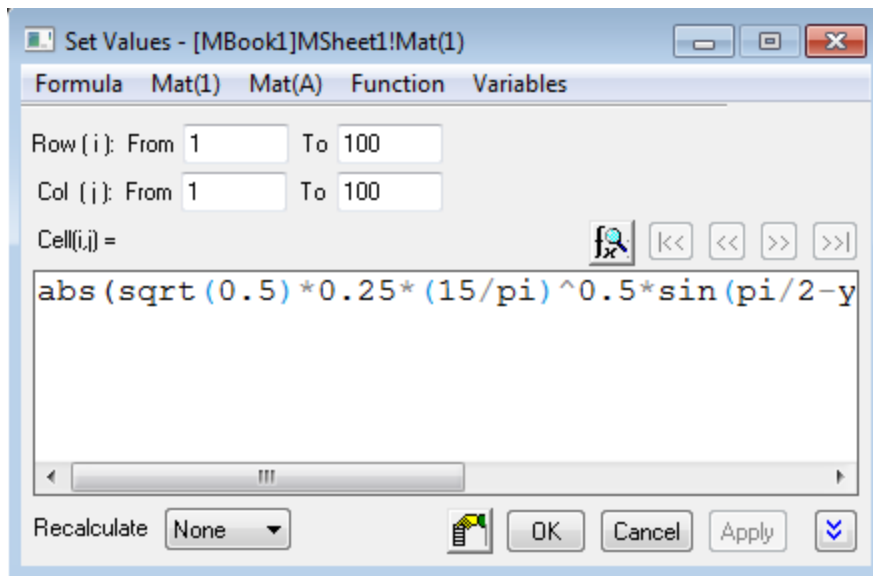 Set Values - [MBook1]MSheet1!Mat(1)
Formula Mat(1) Mat(A) Function Variables
Row ( i ): From 1 To 100
Col ( j ): From 1 To 100
Cell(i,j) =
fx |<< << >> >>|
abs(sqrt(0.5)*0.25*(15/pi)^0.5*sin(pi/2-y
Recalculate None OK Cancel Apply